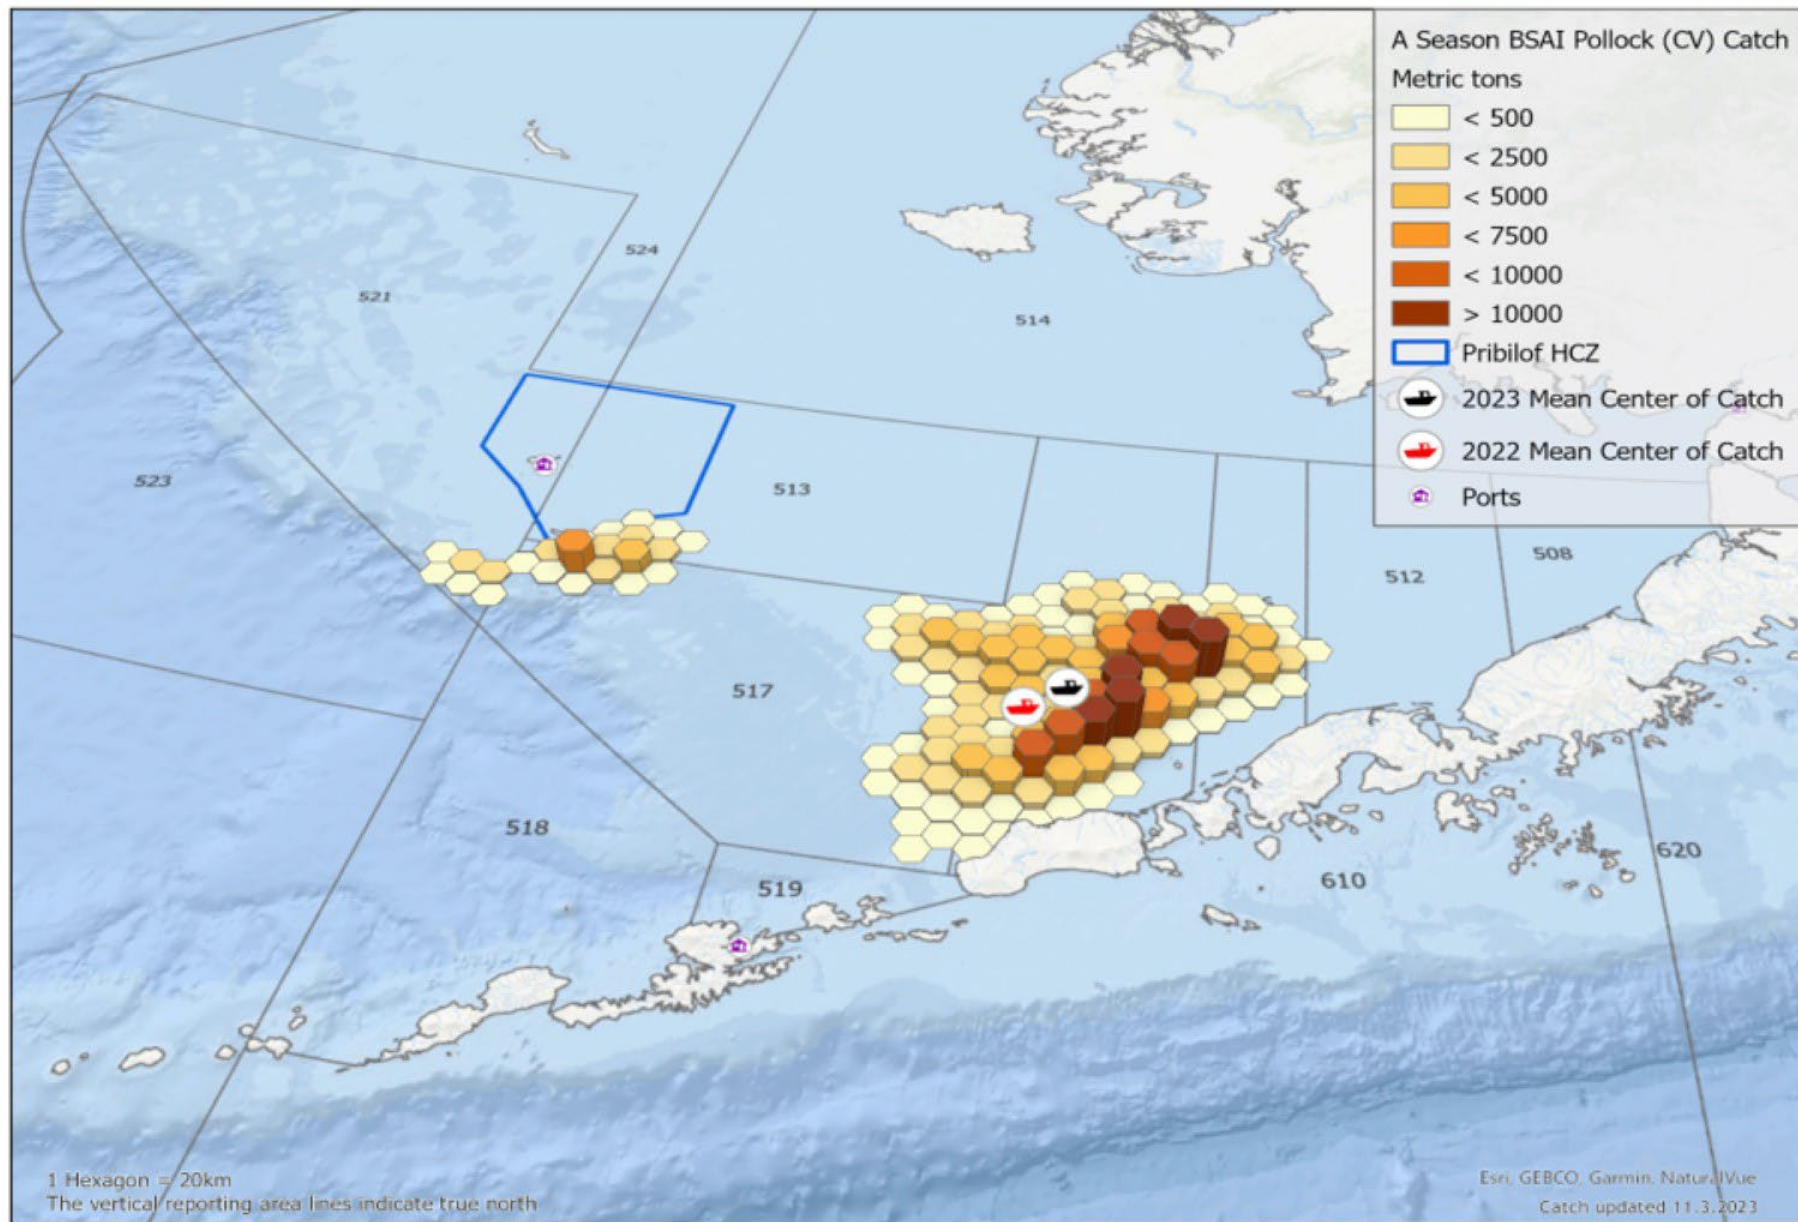 A Season BSAI Pollock (CV) Catch
Metric tons
< 500
< 2500
< 5000
< 7500
< 10000
> 10000
Pribilof HCZ
2023 Mean Center of Catch
2022 Mean Center of Catch
Ports
524
521
514
523
513
508
512
517
518
519
610
620
1 Hexagon = 20km
The vertical reporting area lines indicate true north
Esri, GEBCO, Garmin, NaturalVue
Catch updated 11.3.2023